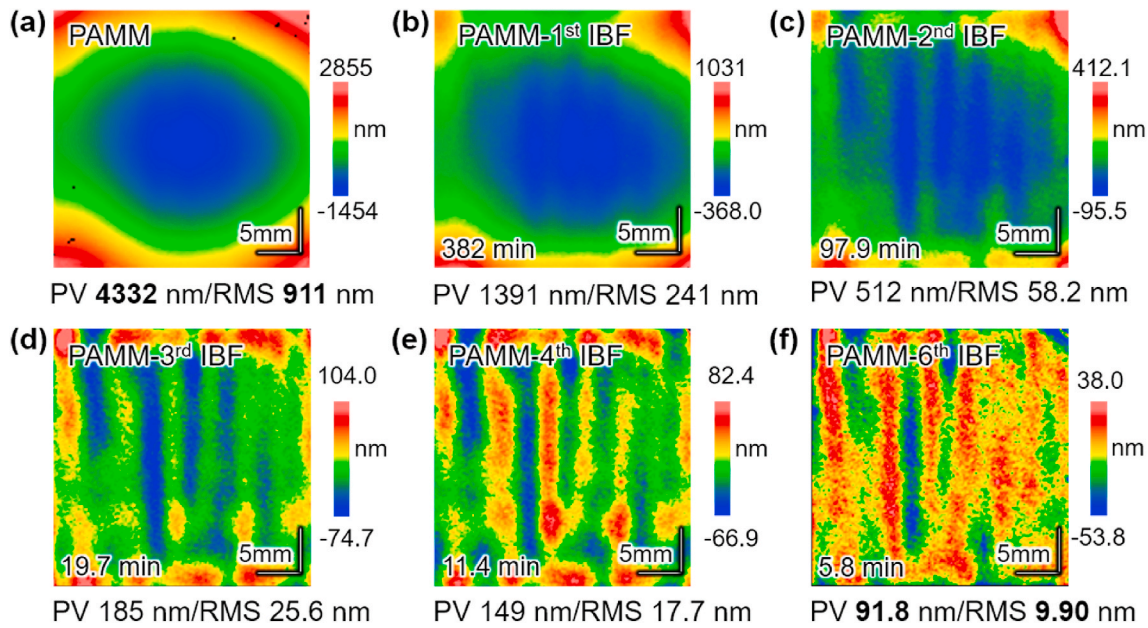 (a) PAMM
2855
nm
-1454
5mm
PV 4332 nm/RMS 911 nm
(b) PAMM-1st IBF
1031
nm
-368.0
5mm
382 min
PV 1391 nm/RMS 241 nm
(c) PAMM-2nd IBF
412.1
nm
-95.5
5mm
97.9 min
PV 512 nm/RMS 58.2 nm
(d) PAMM-3rd IBF
104.0
nm
-74.7
5mm
19.7 min
PV 185 nm/RMS 25.6 nm
(e) PAMM-4th IBF
82.4
nm
-66.9
5mm
11.4 min
PV 149 nm/RMS 17.7 nm
(f) PAMM-6th IBF
38.0
nm
-53.8
5mm
5.8 min
PV 91.8 nm/RMS 9.90 nm